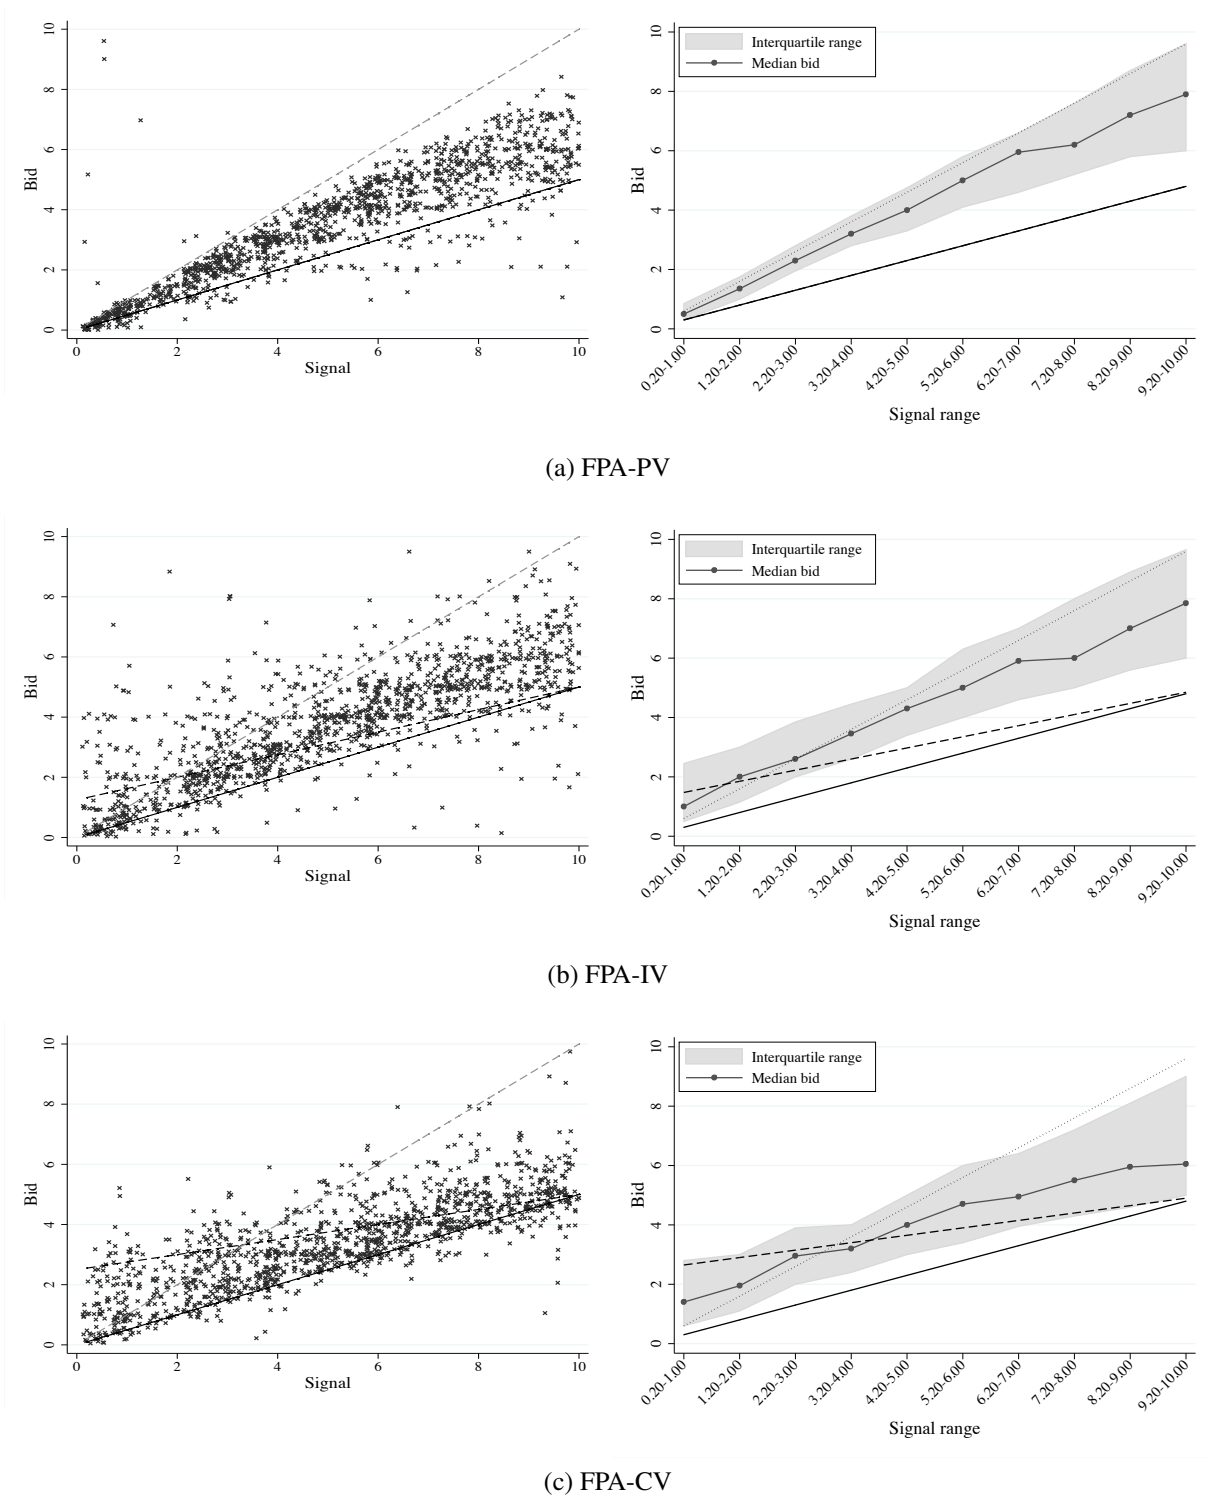 Bid
10
8
6
4
2
0
0 2 4 6 8 10
Signal
Bid
10
8
6
4
2
0
Interquartile range
Median bid
0.20-1.00 1.20-2.00 2.20-3.00 3.20-4.00 4.20-5.00 5.20-6.00 6.20-7.00 7.20-8.00 8.20-9.00 9.20-10.00
Signal range
(a) FPA-PV
Bid
10
8
6
4
2
0
0 2 4 6 8 10
Signal
Bid
10
8
6
4
2
0
Interquartile range
Median bid
0.20-1.00 1.20-2.00 2.20-3.00 3.20-4.00 4.20-5.00 5.20-6.00 6.20-7.00 7.20-8.00 8.20-9.00 9.20-10.00
Signal range
(b) FPA-IV
Bid
10
8
6
4
2
0
0 2 4 6 8 10
Signal
Bid
10
8
6
4
2
0
Interquartile range
Median bid
0.20-1.00 1.20-2.00 2.20-3.00 3.20-4.00 4.20-5.00 5.20-6.00 6.20-7.00 7.20-8.00 8.20-9.00 9.20-10.00
Signal range
(c) FPA-CV